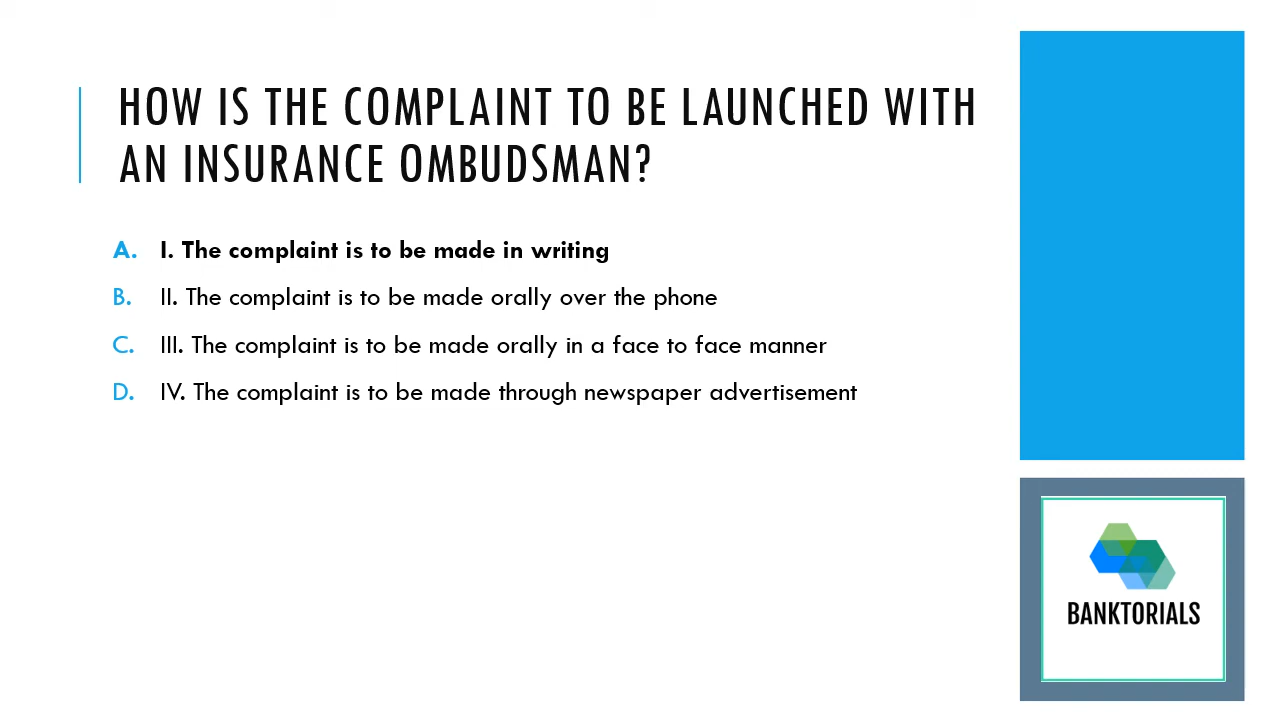 HOW IS THE COMPLAINT TO BE LAUNCHED WITH
AN INSURANCE OMBUDSMAN?
A. I. The complaint is to be made in writing
B. II. The complaint is to be made orally over the phone
C. III. The complaint is to be made orally in a face to face manner
D. IV. The complaint is to be made through newspaper advertisement
BANKTORIALS